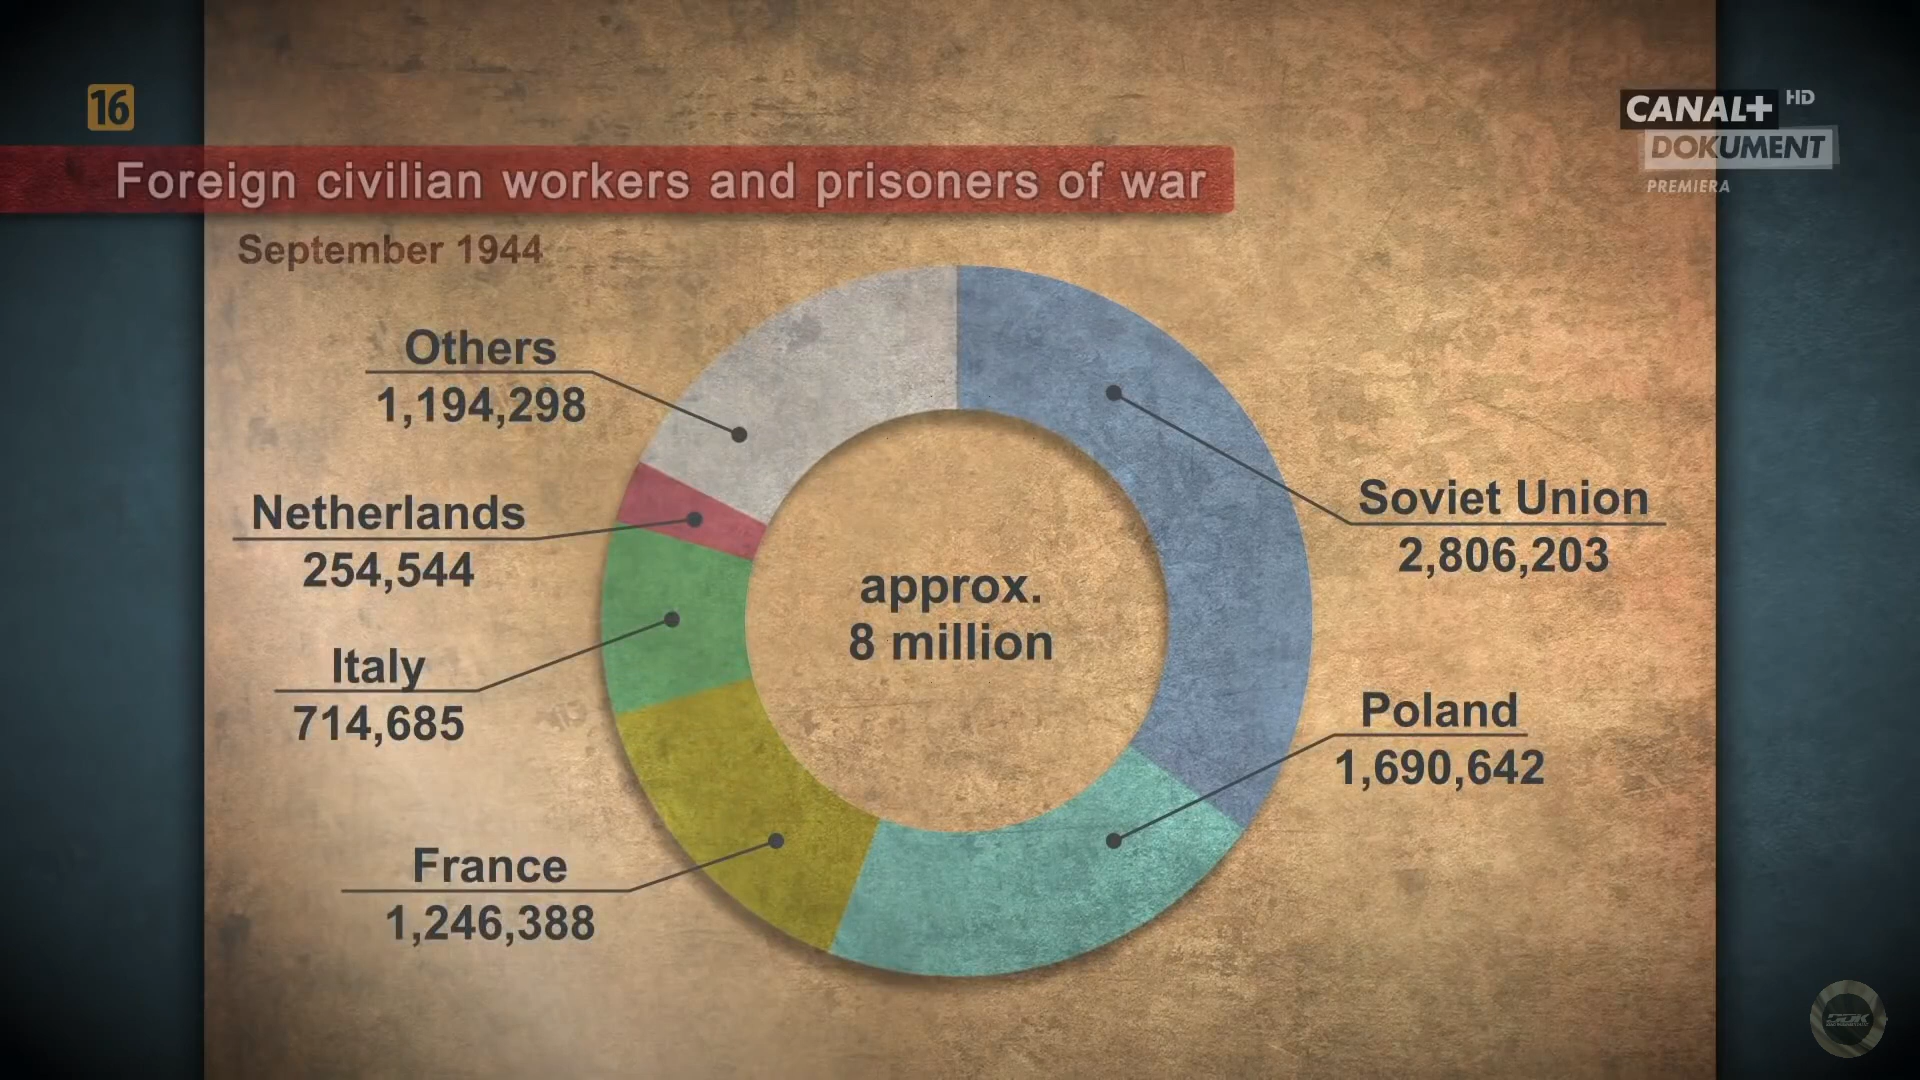 16
CANAL+ HD
DOKUMENT
PREMIERA
Foreign civilian workers and prisoners of war
September 1944
Others
1,194,298
Netherlands
254,544
Italy
714,685
France
1,246,388
approx.
8 million
Soviet Union
2,806,203
Poland
1,690,642